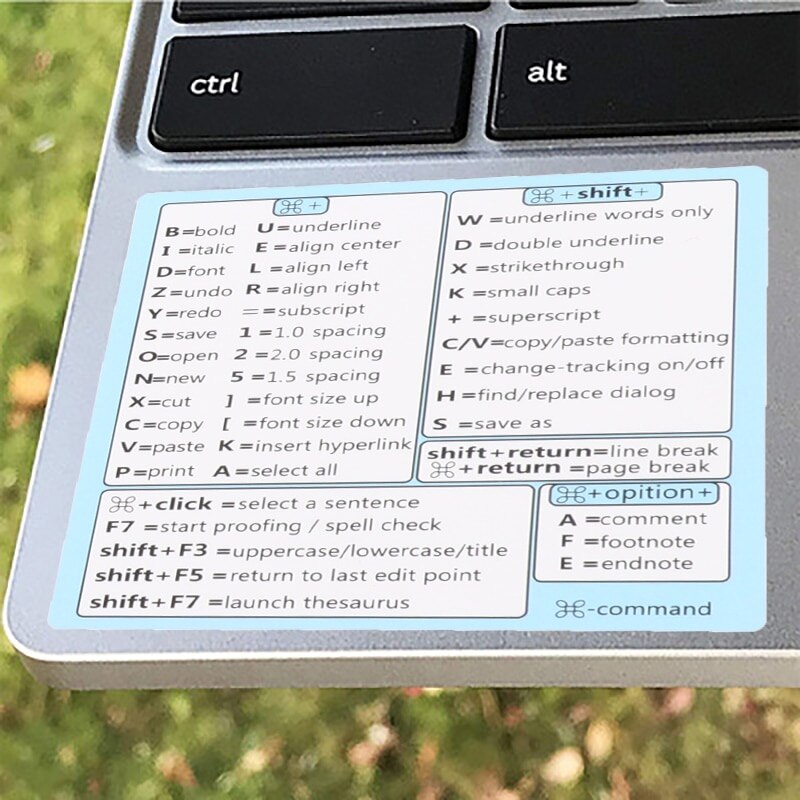 ctrl
alt
⌘ +
B=bold U=underline
I =italic E =align center
D=font L =align left
Z=undo R =align right
Y=redo = =subscript
S=save 1 =1.0 spacing
O=open 2 =2.0 spacing
N=new 5 =1.5 spacing
X=cut ] =font size up
C=copy [ =font size down
V=paste K =insert hyperlink
P=print A =select all
⌘ +shift+
W =underline words only
D =double underline
X =strikethrough
K =small caps
+ =superscript
C/V=copy/paste formatting
E =change-tracking on/off
H =find/replace dialog
S =save as
shift+return=line break
⌘+return =page break
⌘+click =select a sentence
F7 =start proofing / spell check
shift+F3 =uppercase/lowercase/title
shift+F5 =return to last edit point
shift+F7 =launch thesaurus
⌘+opition+
A =comment
F =footnote
E =endnote
⌘-command